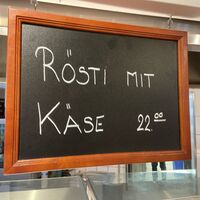 RÖSTI MIT
KÄSE 22.00